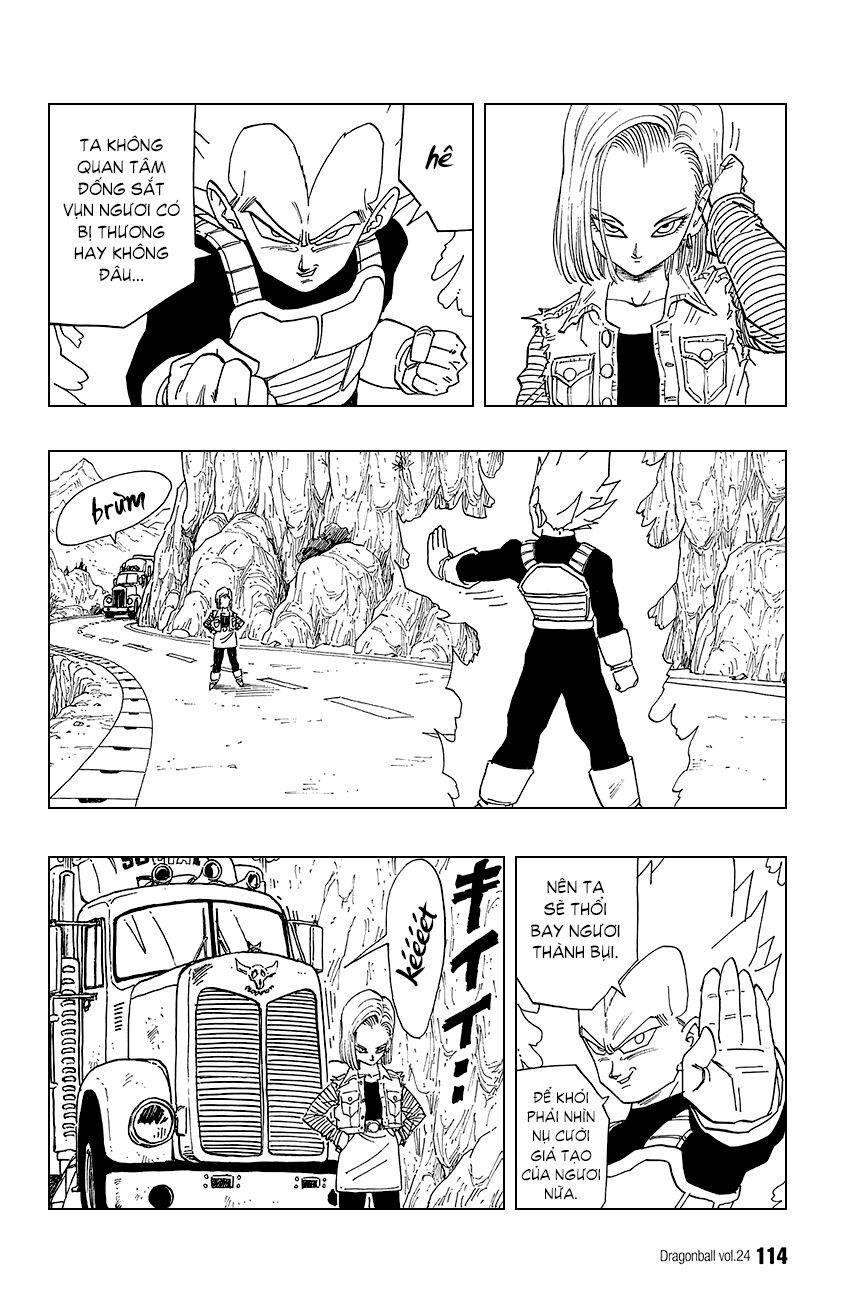 TA KHÔNG
QUAN TÂM
ĐỐNG SẮT
VỤN NGƯƠI CÓ
BỊ THƯƠNG
HAY KHÔNG
ĐÂU...
hê
brùm
kéééét
キイイィ…
NÊN TA
SẼ THỔI
BAY NGƯƠI
THÀNH BỤI.
ĐỂ KHỎI
PHẢI NHÌN
NỤ CƯỜI
GIẢ TẠO
CỦA NGƯƠI
NỮA.
Dragonball vol.24 114